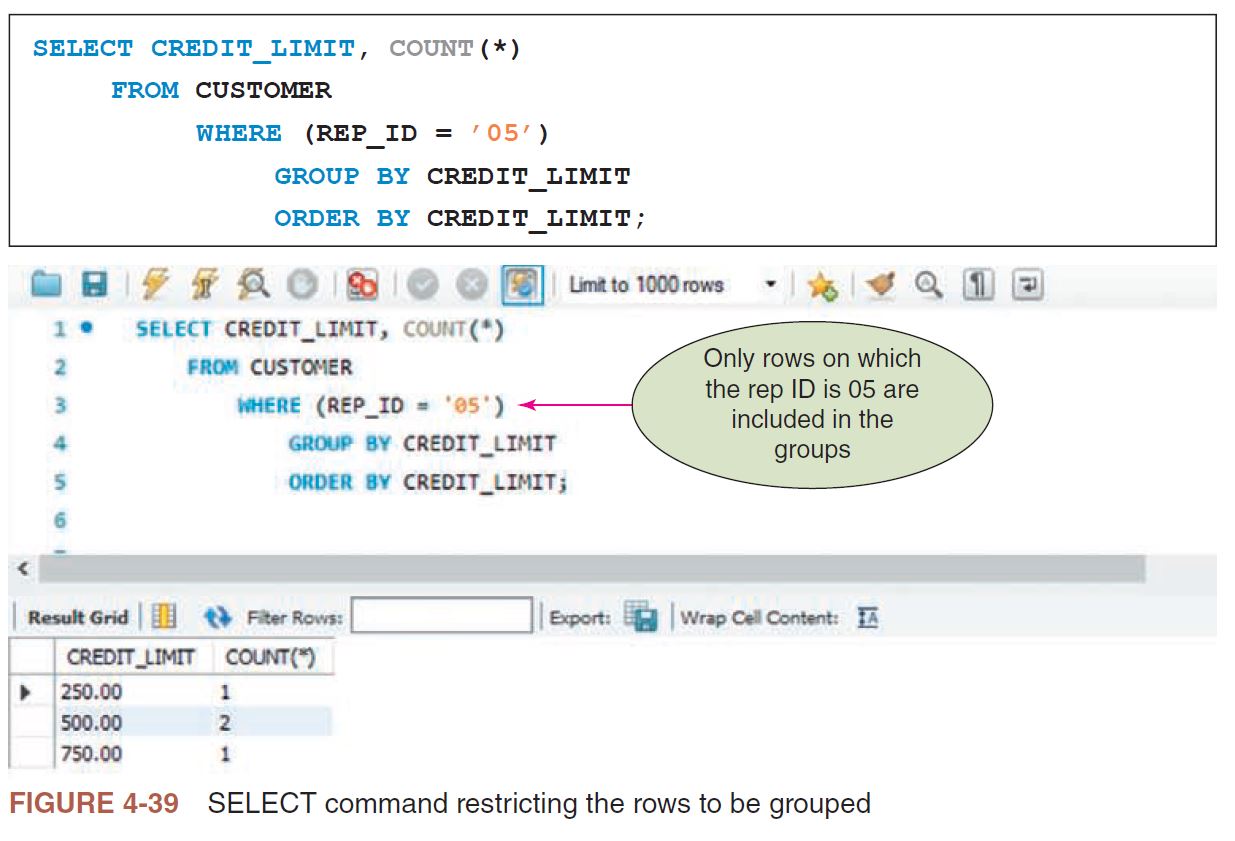 SELECT CREDIT_LIMIT, COUNT(*)
FROM CUSTOMER
WHERE (REP_ID = ’05’)
GROUP BY CREDIT_LIMIT
ORDER BY CREDIT_LIMIT;
Limit to 1000 rows
1 SELECT CREDIT_LIMIT, COUNT(*)
2 FROM CUSTOMER
3 WHERE (REP_ID = '05')
4 GROUP BY CREDIT_LIMIT
5 ORDER BY CREDIT_LIMIT;
6
Only rows on which
the rep ID is 05 are
included in the
groups
Result Grid Filter Rows: Export: Wrap Cell Content:
CREDIT_LIMIT COUNT(*)
250.00 1
500.00 2
750.00 1
FIGURE 4-39 SELECT command restricting the rows to be grouped